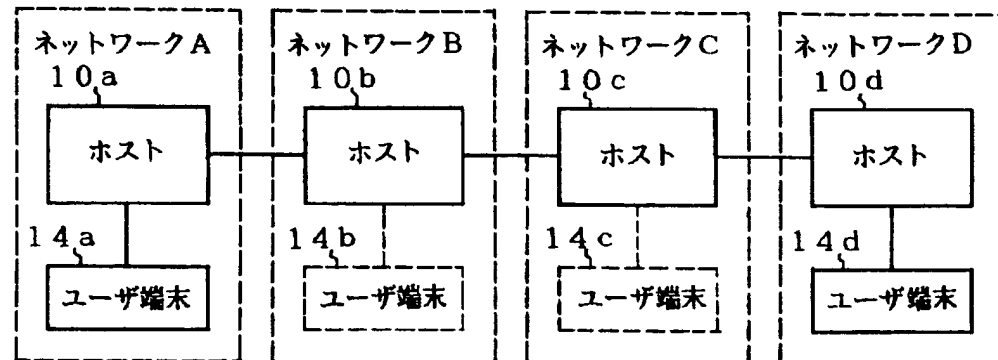 ネットワークA ネットワークB ネットワークC ネットワークD
10a 10b 10c 10d
ホスト ホスト ホスト ホスト
14a 14b 14c 14d
ユーザ端末 ユーザ端末 ユーザ端末 ユーザ端末